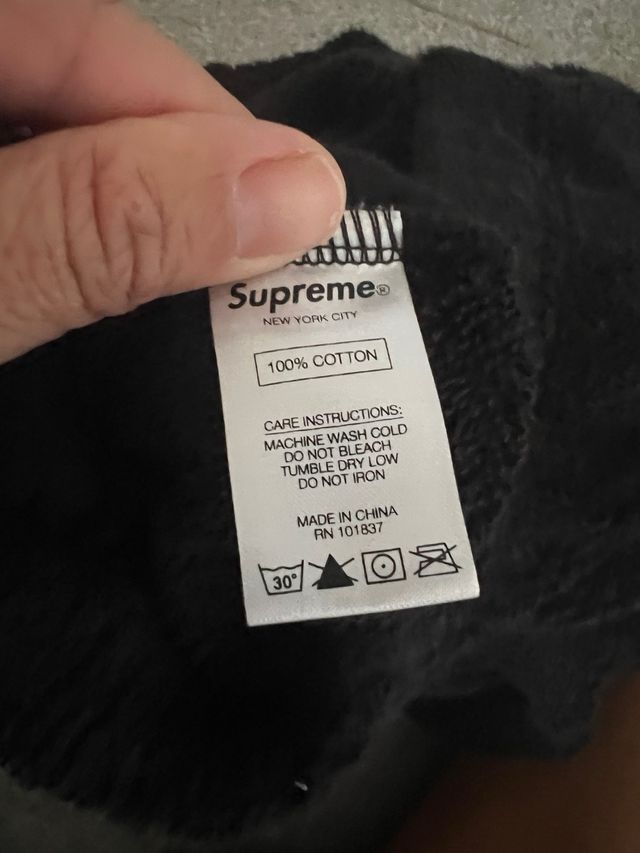 Supreme®
NEW YORK CITY
100% COTTON
CARE INSTRUCTIONS:
MACHINE WASH COLD
DO NOT BLEACH
TUMBLE DRY LOW
DO NOT IRON
MADE IN CHINA
RN 101837
30°